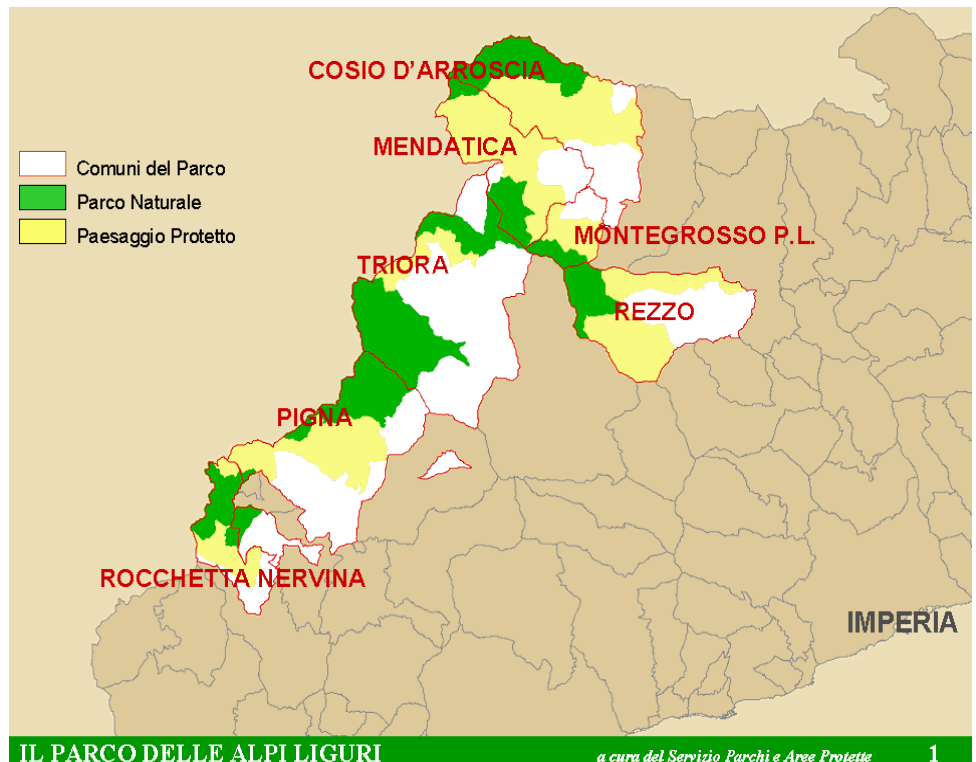 COSIO D'ARROSCIA
MENDATICA
Comuni del Parco
Parco Naturale
Paesaggio Protetto
MONTEGROSSO P.L.
TRIORA
REZZO
PIGNA
ROCCHETTA NERVINA
IMPERIA
IL PARCO DELLE ALPI LIGURI
a cura del Servizio Parchi e Aree Protette
1